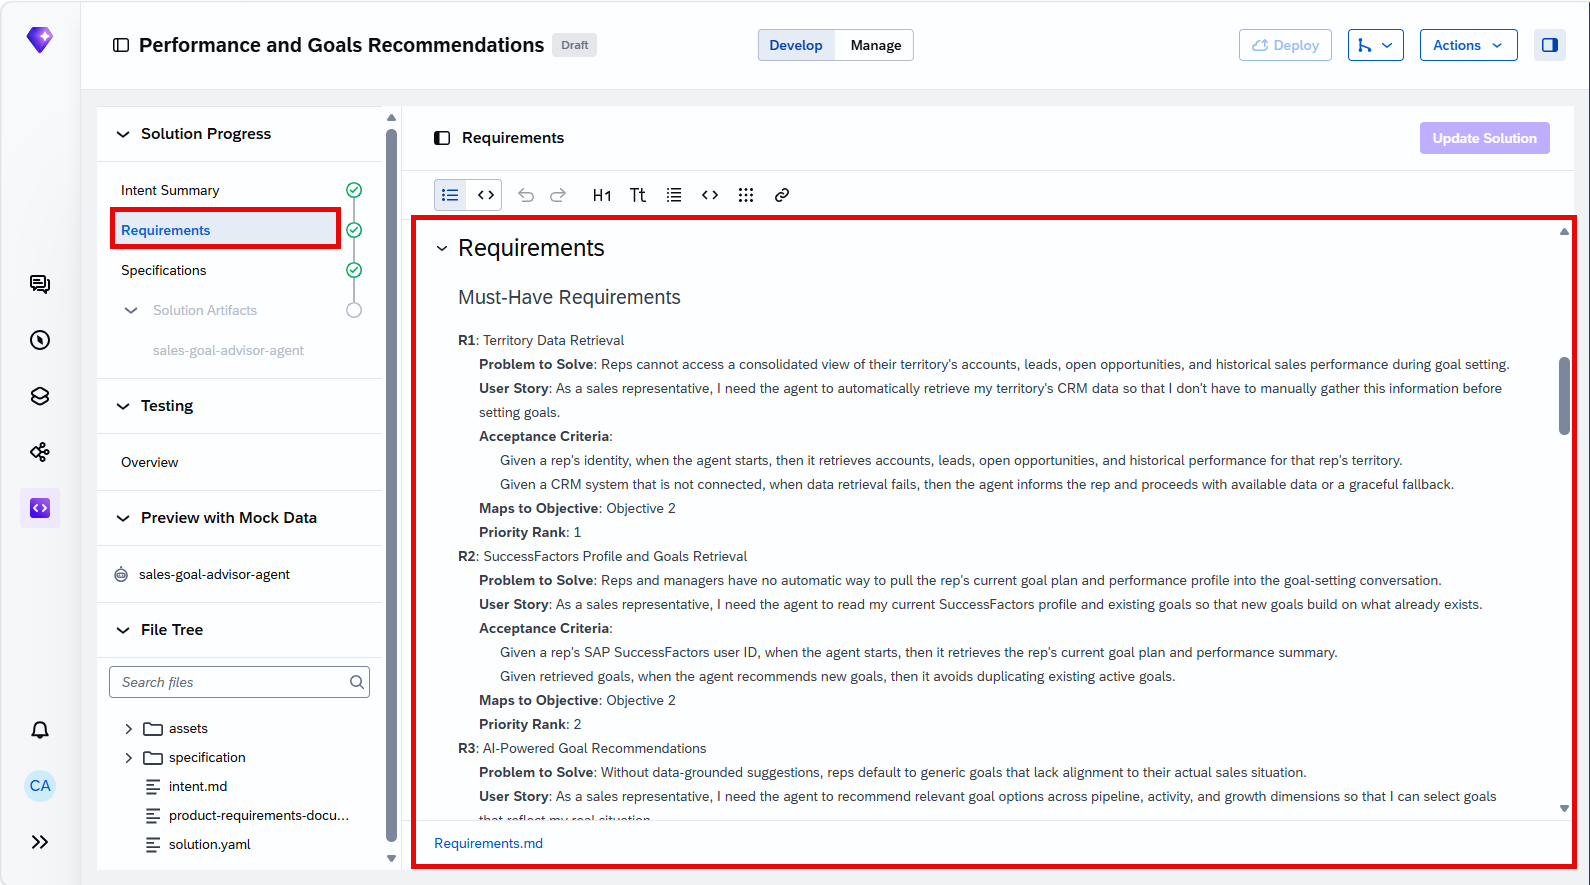 Performance and Goals Recommendations
Draft
Develop
Manage
Deploy
Actions
Solution Progress
Intent Summary
Requirements
Specifications
Solution Artifacts
sales-goal-advisor-agent
Testing
Overview
Preview with Mock Data
sales-goal-advisor-agent
File Tree
Search files
assets
specification
intent.md
product-requirements-docu...
solution.yaml
CA
Requirements
Update Solution
H1
Tt
Requirements
Must-Have Requirements
R1: Territory Data Retrieval
Problem to Solve: Reps cannot access a consolidated view of their territory's accounts, leads, open opportunities, and historical sales performance during goal setting.
User Story: As a sales representative, I need the agent to automatically retrieve my territory's CRM data so that I don't have to manually gather this information before
setting goals.
Acceptance Criteria:
Given a rep's identity, when the agent starts, then it retrieves accounts, leads, open opportunities, and historical performance for that rep's territory.
Given a CRM system that is not connected, when data retrieval fails, then the agent informs the rep and proceeds with available data or a graceful fallback.
Maps to Objective: Objective 2
Priority Rank: 1
R2: SuccessFactors Profile and Goals Retrieval
Problem to Solve: Reps and managers have no automatic way to pull the rep's current goal plan and performance profile into the goal-setting conversation.
User Story: As a sales representative, I need the agent to read my current SuccessFactors profile and existing goals so that new goals build on what already exists.
Acceptance Criteria:
Given a rep's SAP SuccessFactors user ID, when the agent starts, then it retrieves the rep's current goal plan and performance summary.
Given retrieved goals, when the agent recommends new goals, then it avoids duplicating existing active goals.
Maps to Objective: Objective 2
Priority Rank: 2
R3: AI-Powered Goal Recommendations
Problem to Solve: Without data-grounded suggestions, reps default to generic goals that lack alignment to their actual sales situation.
User Story: As a sales representative, I need the agent to recommend relevant goal options across pipeline, activity, and growth dimensions so that I can select goals
that reflect my real situation.
Requirements.md